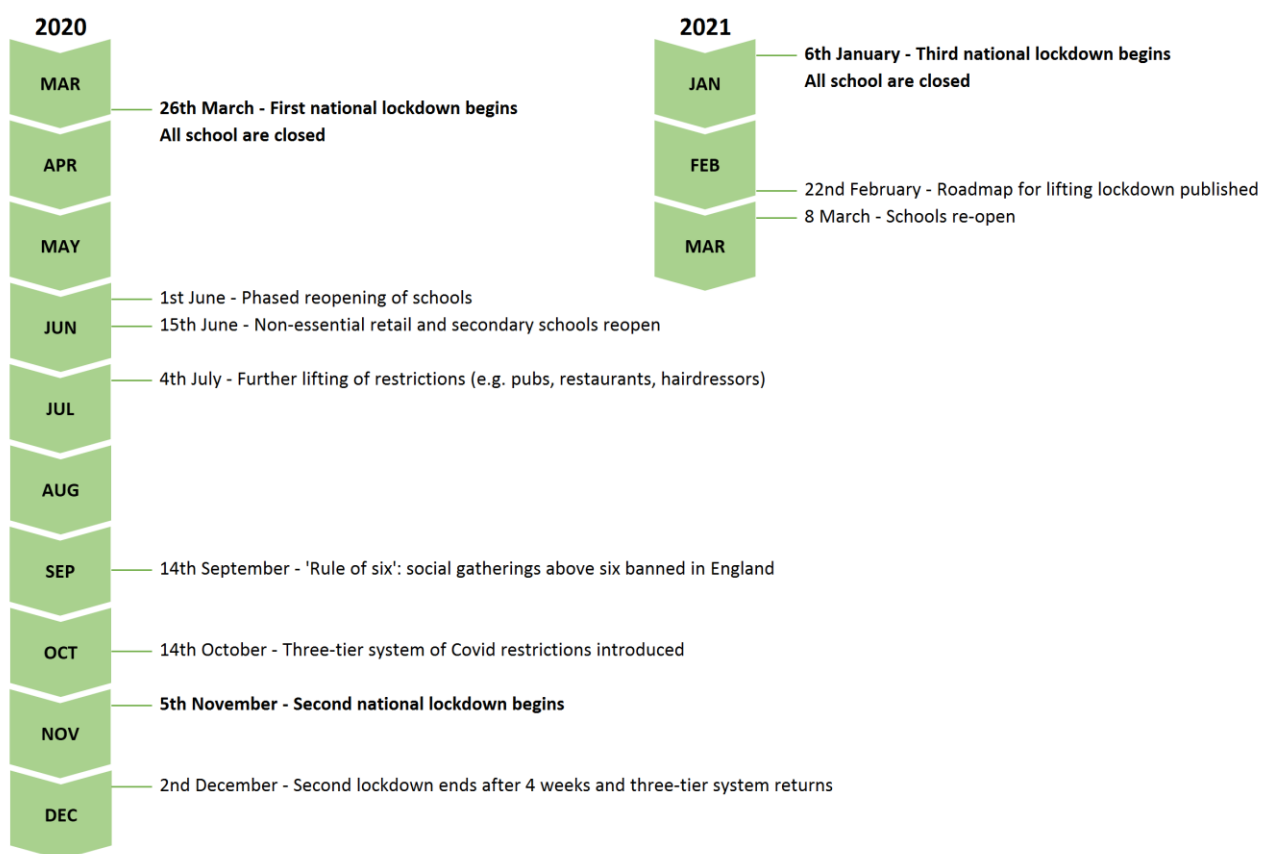 2020
MAR
26th March - First national lockdown begins
All school are closed
APR
MAY
1st June - Phased reopening of schools
JUN
15th June - Non-essential retail and secondary schools reopen
4th July - Further lifting of restrictions (e.g. pubs, restaurants, hairdressors)
JUL
AUG
SEP
14th September - 'Rule of six': social gatherings above six banned in England
OCT
14th October - Three-tier system of Covid restrictions introduced
5th November - Second national lockdown begins
NOV
2nd December - Second lockdown ends after 4 weeks and three-tier system returns
DEC
2021
6th January - Third national lockdown begins
All school are closed
JAN
FEB
22nd February - Roadmap for lifting lockdown published
8 March - Schools re-open
MAR